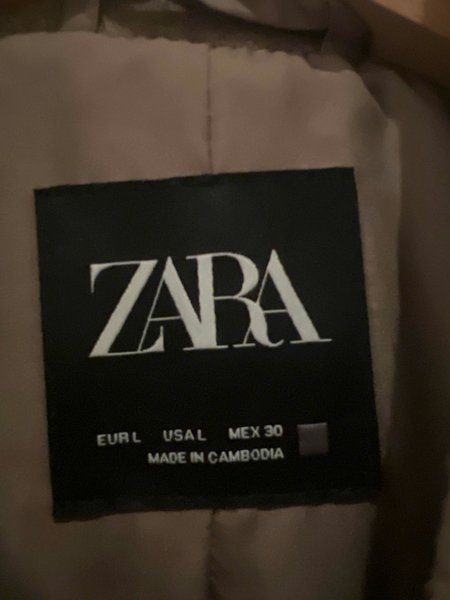 ZARA
EUR L USA L MEX 30
MADE IN CAMBODIA